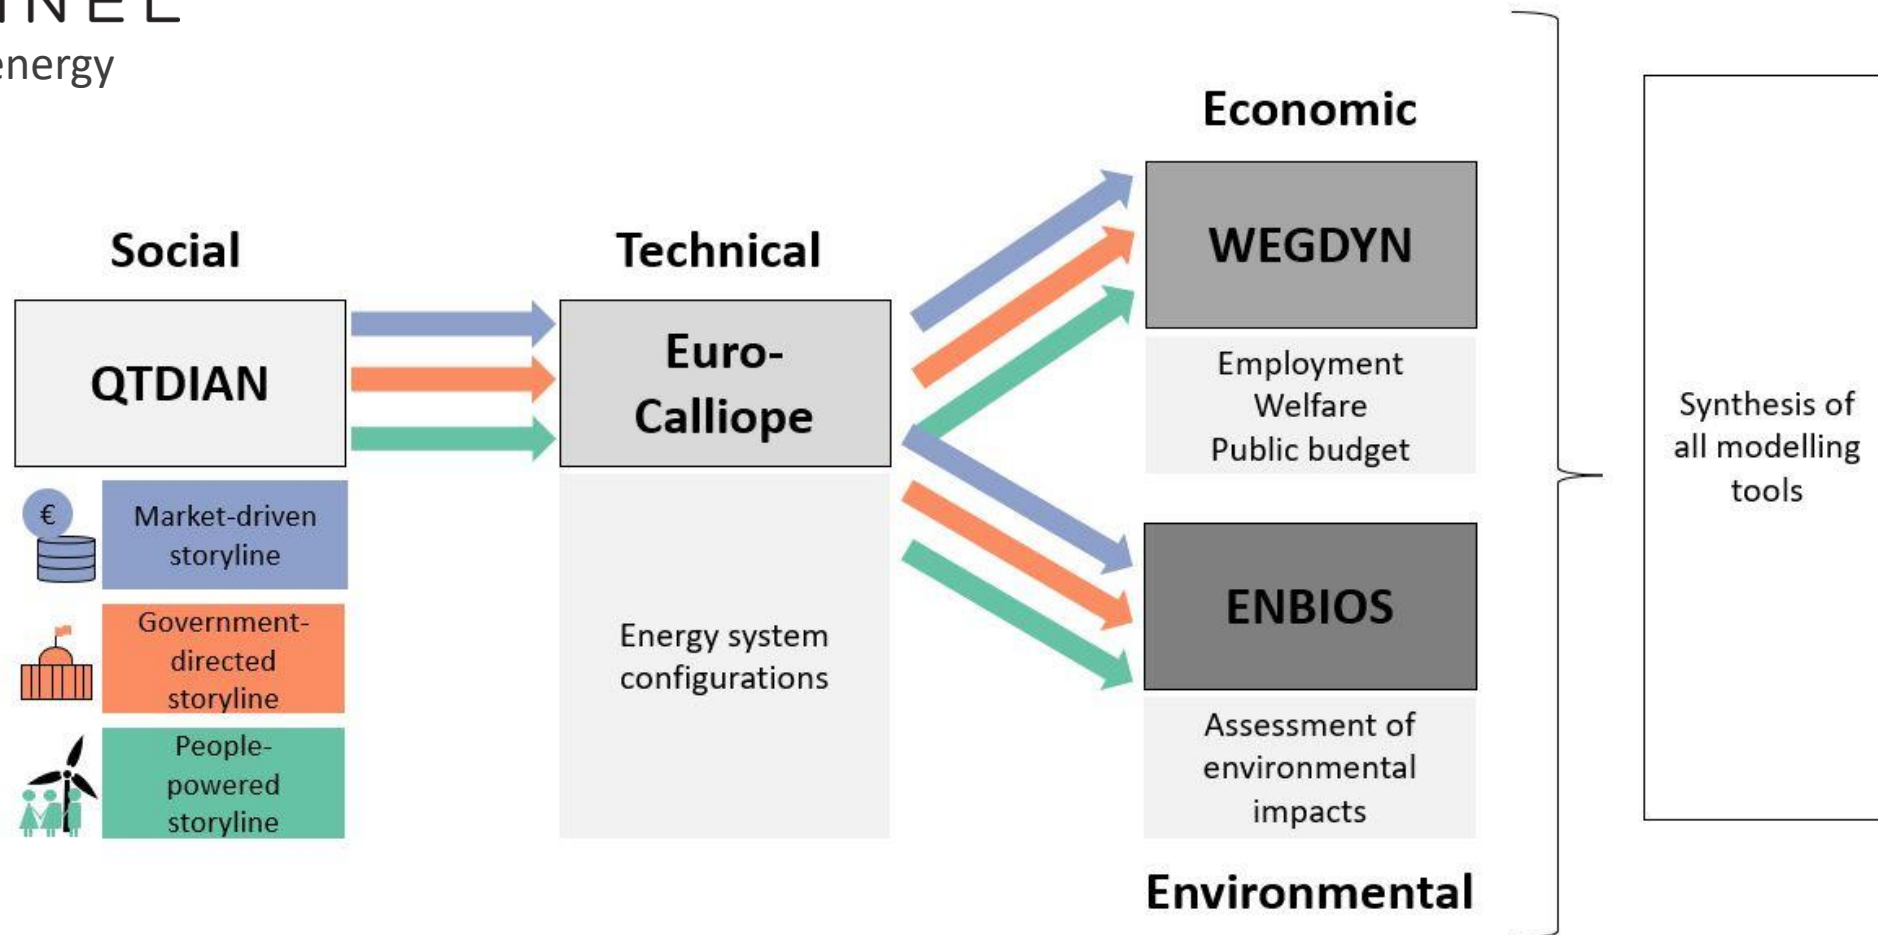 energy
Economic
WEGDYN
Employment
Welfare
Public budget
Social
QTDIAN
€
Market-driven
storyline
Government-
directed
storyline
People-
powered
storyline
Technical
Euro-
Calliope
Energy system
configurations
ENBIOS
Assessment of
environmental
impacts
Environmental
Synthesis of
all modelling
tools